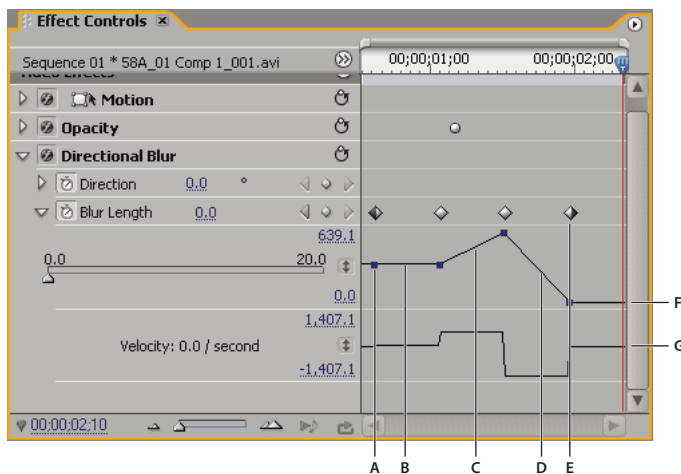 Effect Controls
Sequence 01 * 58A_01 Comp 1_001.avi
00;00;01;00 00;00;02;00
Video Effects
Motion
Opacity
Directional Blur
Direction 0.0 °
Blur Length 0.0
639.1
0.0 20.0
0.0
1,407.1
Velocity: 0.0 / second
-1,407.1
00;00;02;10
F
G
A B C D E